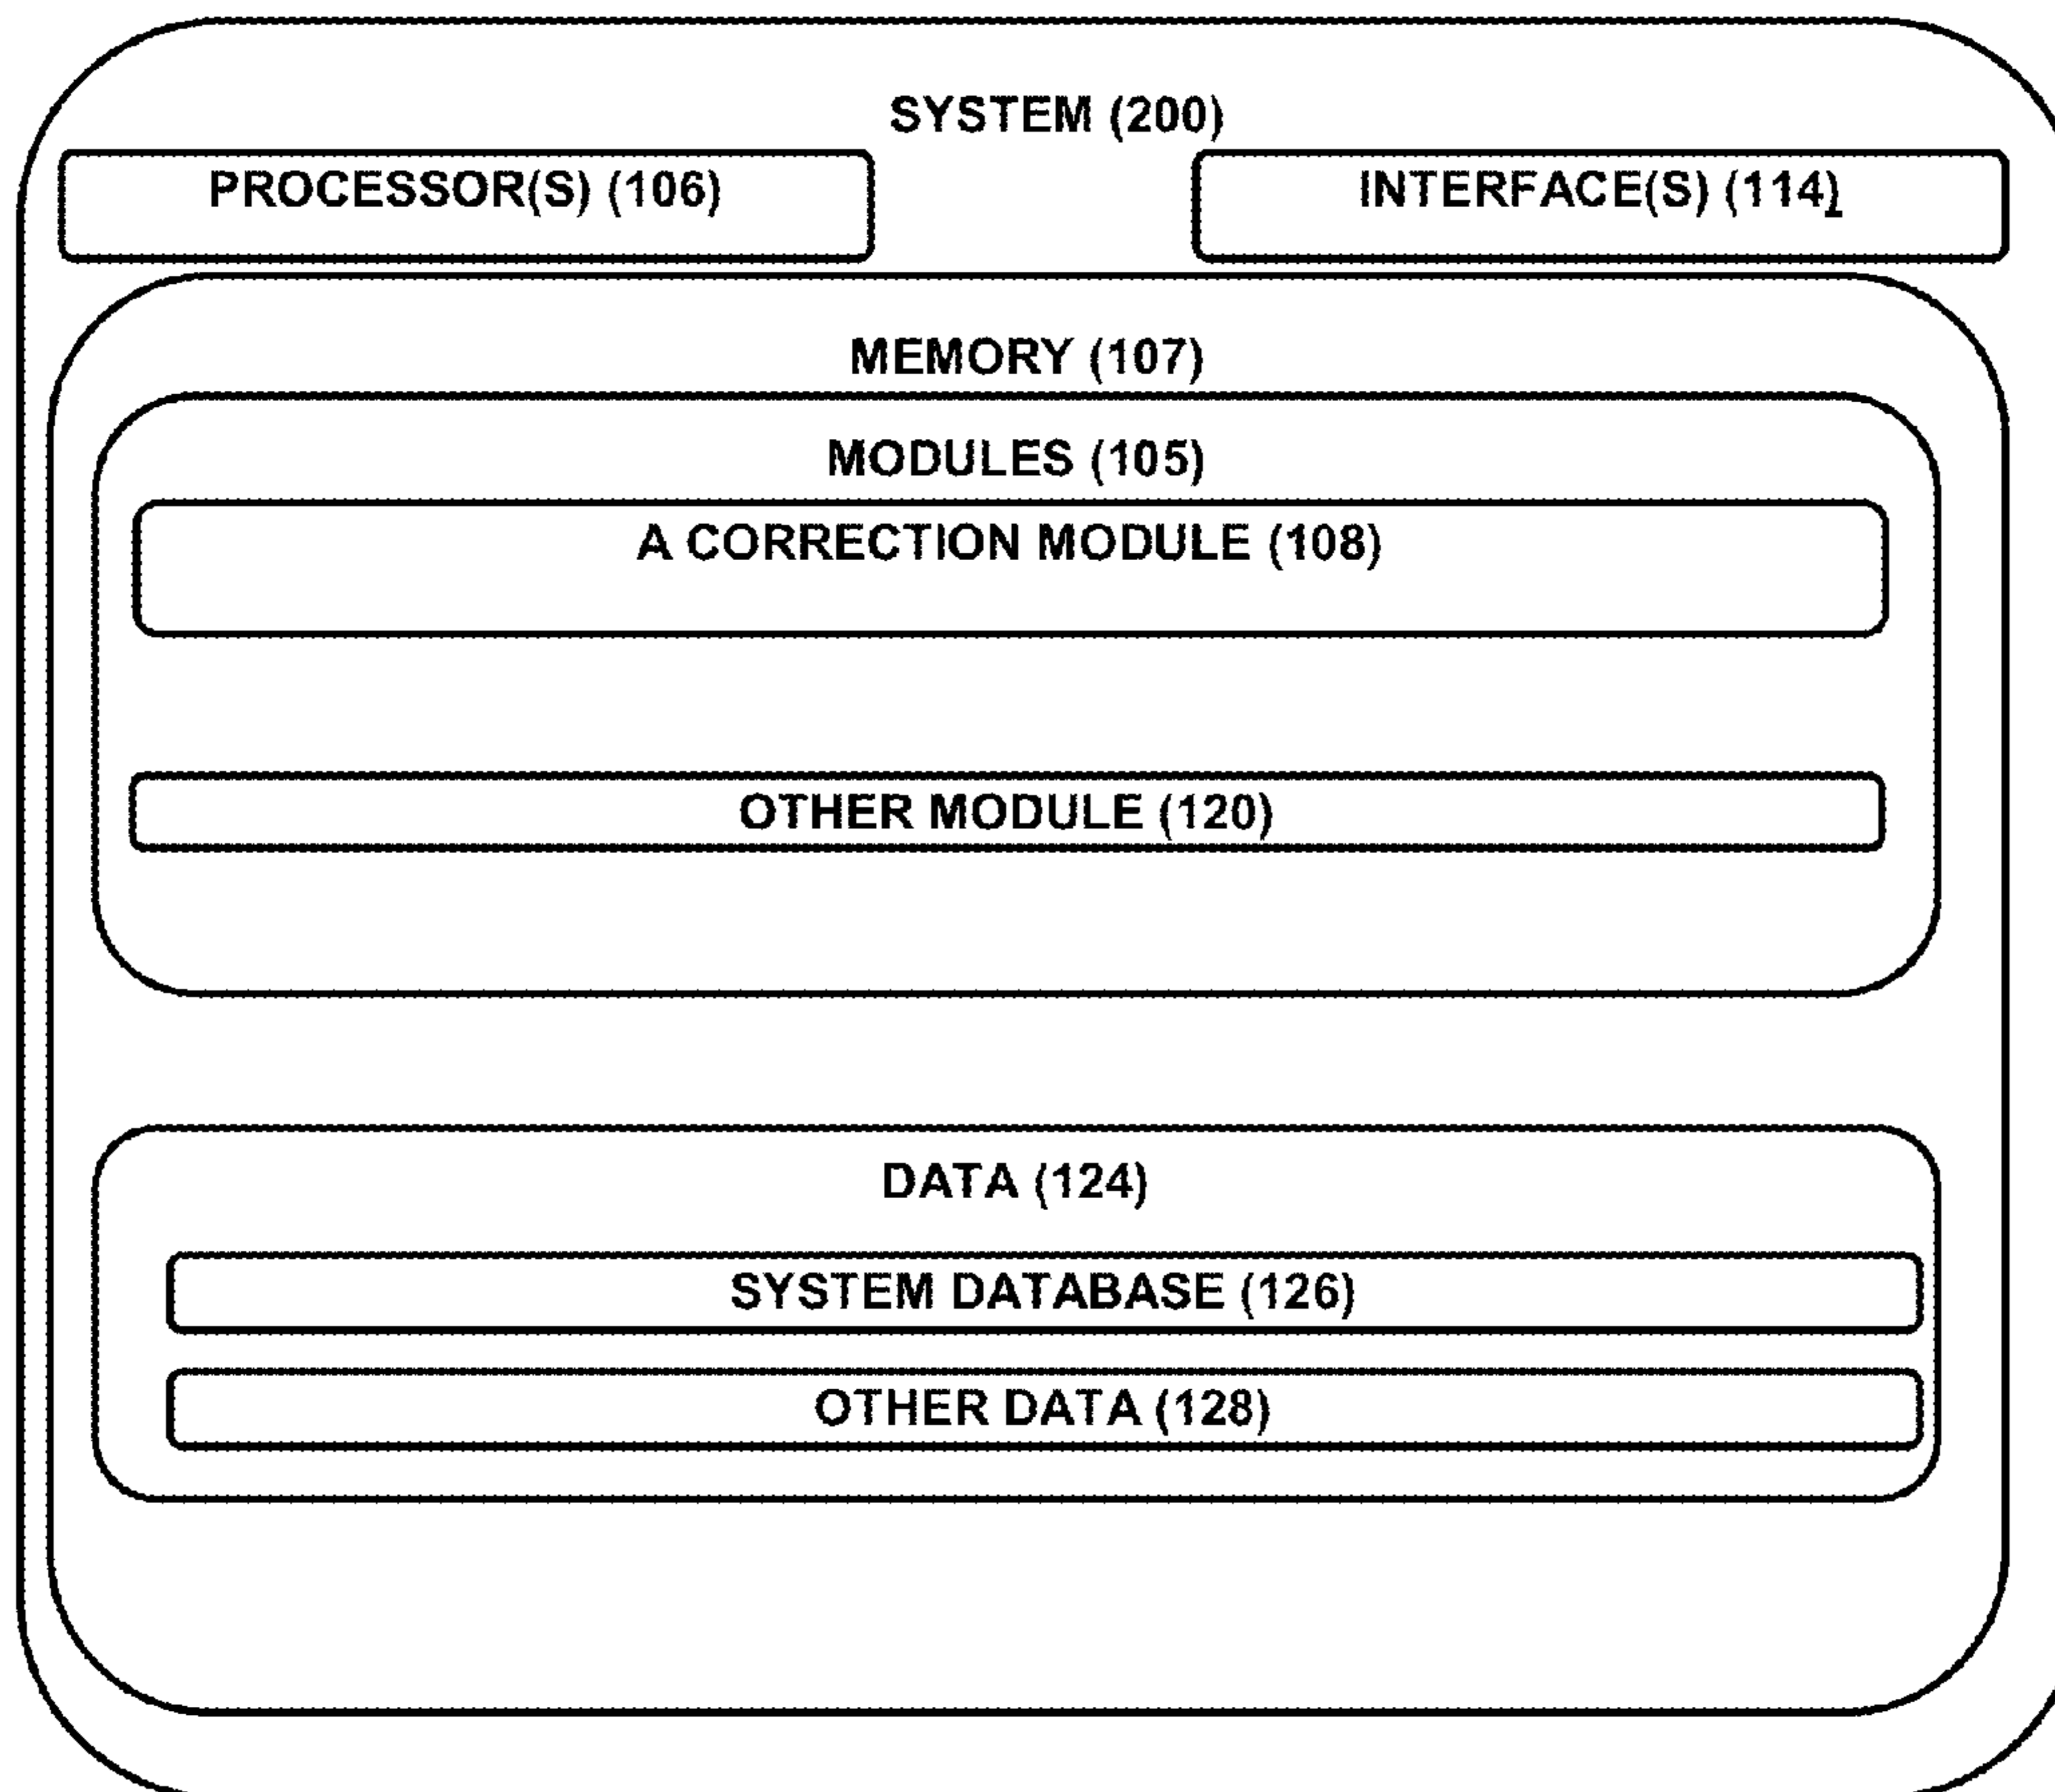 SYSTEM (200)
PROCESSOR(S) (106)
INTERFACE(S) (114)
MEMORY (107)
MODULES (105)
A CORRECTION MODULE (108)
OTHER MODULE (120)
DATA (124)
SYSTEM DATABASE (126)
OTHER DATA (128)